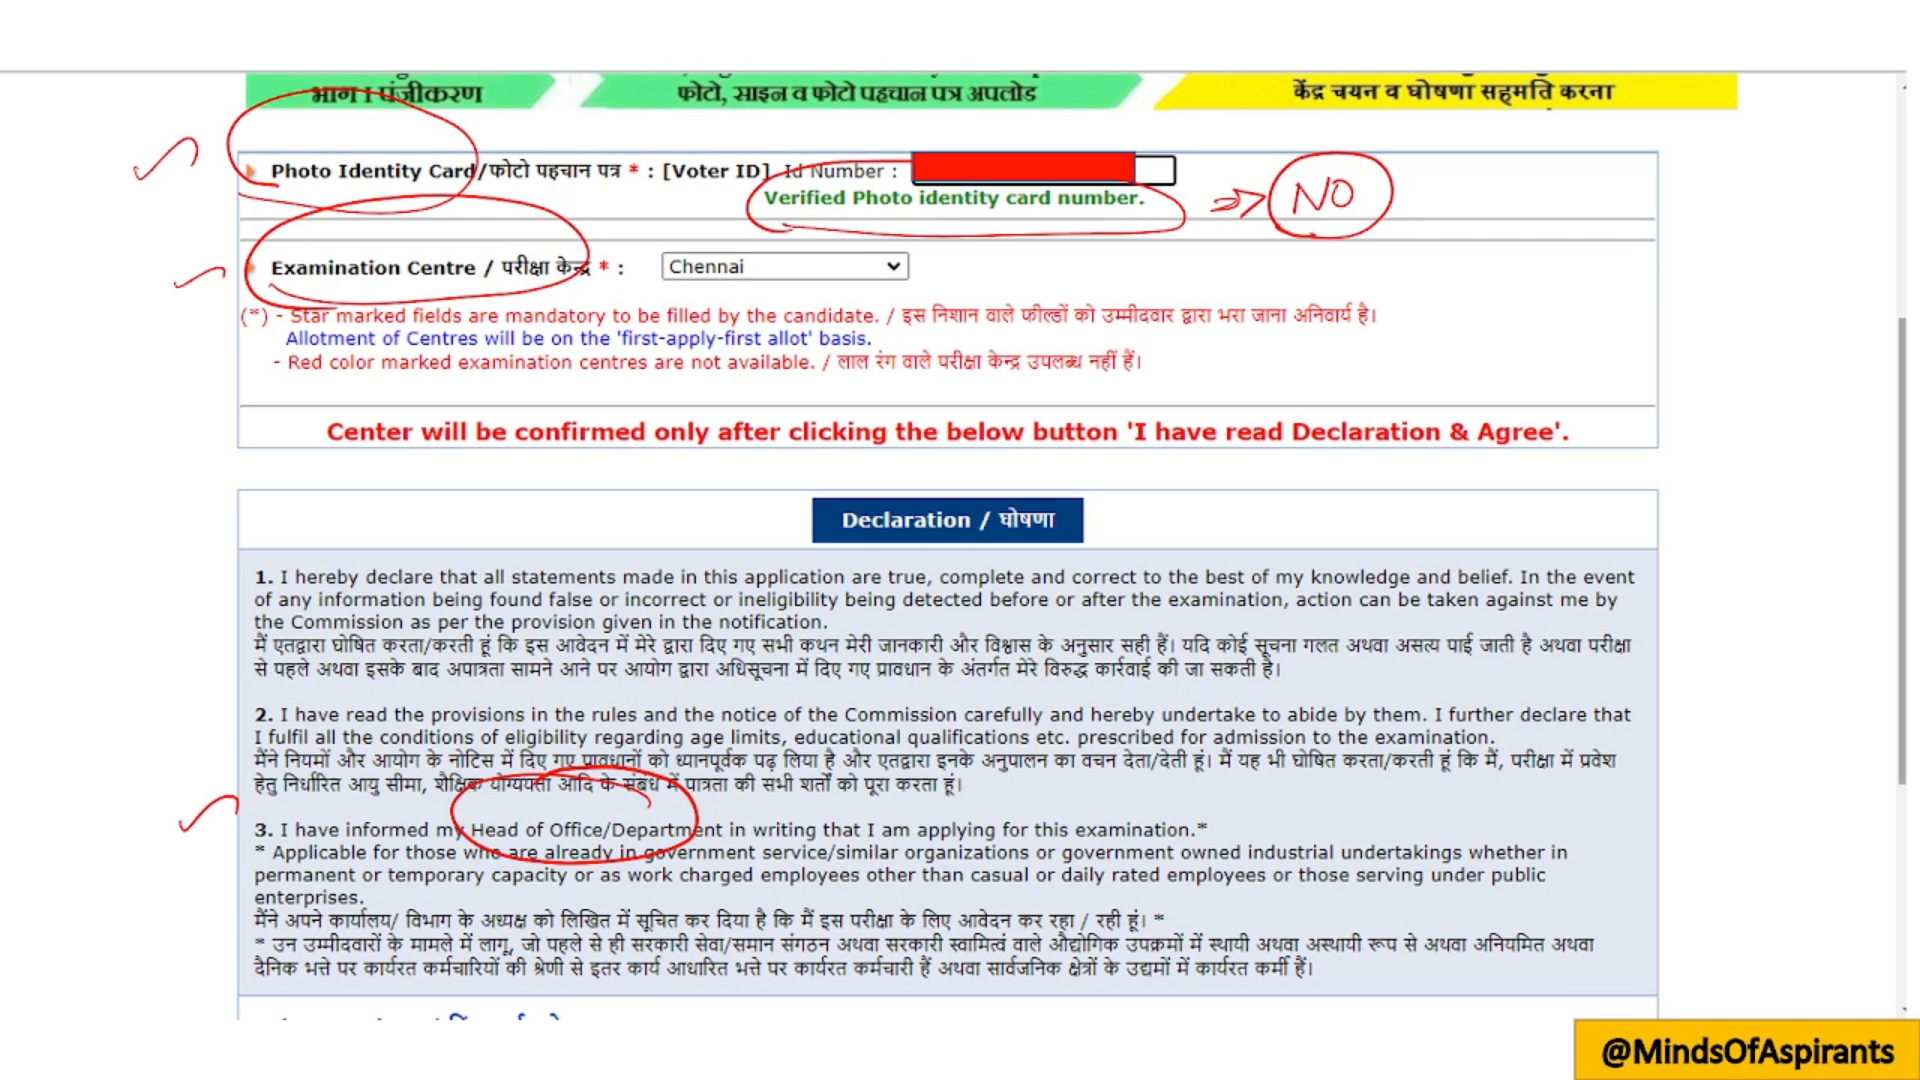 भाग I पंजीकरण
फोटो, साइन व फोटो पहचान पत्र अपलोड
केंद्र चयन व घोषणा सहमति करना
Photo Identity Card/फोटो पहचान पत्र * : [Voter ID] Id Number :
Verified Photo identity card number.
NO
Examination Centre / परीक्षा केन्द्र * : Chennai
(*) - Star marked fields are mandatory to be filled by the candidate. / इस निशान वाले फील्डों को उम्मीदवार द्वारा भरा जाना अनिवार्य है।
Allotment of Centres will be on the 'first-apply-first allot' basis.
- Red color marked examination centres are not available. / लाल रंग वाले परीक्षा केन्द्र उपलब्ध नहीं हैं।
Center will be confirmed only after clicking the below button 'I have read Declaration & Agree'.
Declaration / घोषणा
1. I hereby declare that all statements made in this application are true, complete and correct to the best of my knowledge and belief. In the event
of any information being found false or incorrect or ineligibility being detected before or after the examination, action can be taken against me by
the Commission as per the provision given in the notification.
मैं एतद्वारा घोषित करता/करती हूं कि इस आवेदन में मेरे द्वारा दिए गए सभी कथन मेरी जानकारी और विश्वास के अनुसार सही हैं। यदि कोई सूचना गलत अथवा असत्य पाई जाती है अथवा परीक्षा
से पहले अथवा इसके बाद अपात्रता सामने आने पर आयोग द्वारा अधिसूचना में दिए गए प्रावधान के अंतर्गत मेरे विरुद्ध कार्रवाई की जा सकती है।
2. I have read the provisions in the rules and the notice of the Commission carefully and hereby undertake to abide by them. I further declare that
I fulfil all the conditions of eligibility regarding age limits, educational qualifications etc. prescribed for admission to the examination.
मैंने नियमों और आयोग के नोटिस में दिए गए प्रावधानों को ध्यानपूर्वक पढ़ लिया है और एतद्वारा इनके अनुपालन का वचन देता/देती हूं। मैं यह भी घोषित करता/करती हूं कि मैं, परीक्षा में प्रवेश
हेतु निर्धारित आयु सीमा, शैक्षिक योग्ययता आदि के संबंध में पात्रता की सभी शर्तों को पूरा करता हूं।
3. I have informed my Head of Office/Department in writing that I am applying for this examination.*
* Applicable for those who are already in government service/similar organizations or government owned industrial undertakings whether in
permanent or temporary capacity or as work charged employees other than casual or daily rated employees or those serving under public
enterprises.
मैंने अपने कार्यालय/ विभाग के अध्यक्ष को लिखित में सूचित कर दिया है कि मैं इस परीक्षा के लिए आवेदन कर रहा / रही हूं। *
* उन उम्मीदवारों के मामले में लागू, जो पहले से ही सरकारी सेवा/समान संगठन अथवा सरकारी स्वामित्वं वाले औद्योगिक उपक्रमों में स्थायी अथवा अस्थायी रूप से अथवा अनियमित अथवा
दैनिक भत्ते पर कार्यरत कर्मचारियों की श्रेणी से इतर कार्य आधारित भत्ते पर कार्यरत कर्मचारी हैं अथवा सार्वजनिक क्षेत्रों के उद्यमों में कार्यरत कर्मी हैं।
@MindsOfAspirants